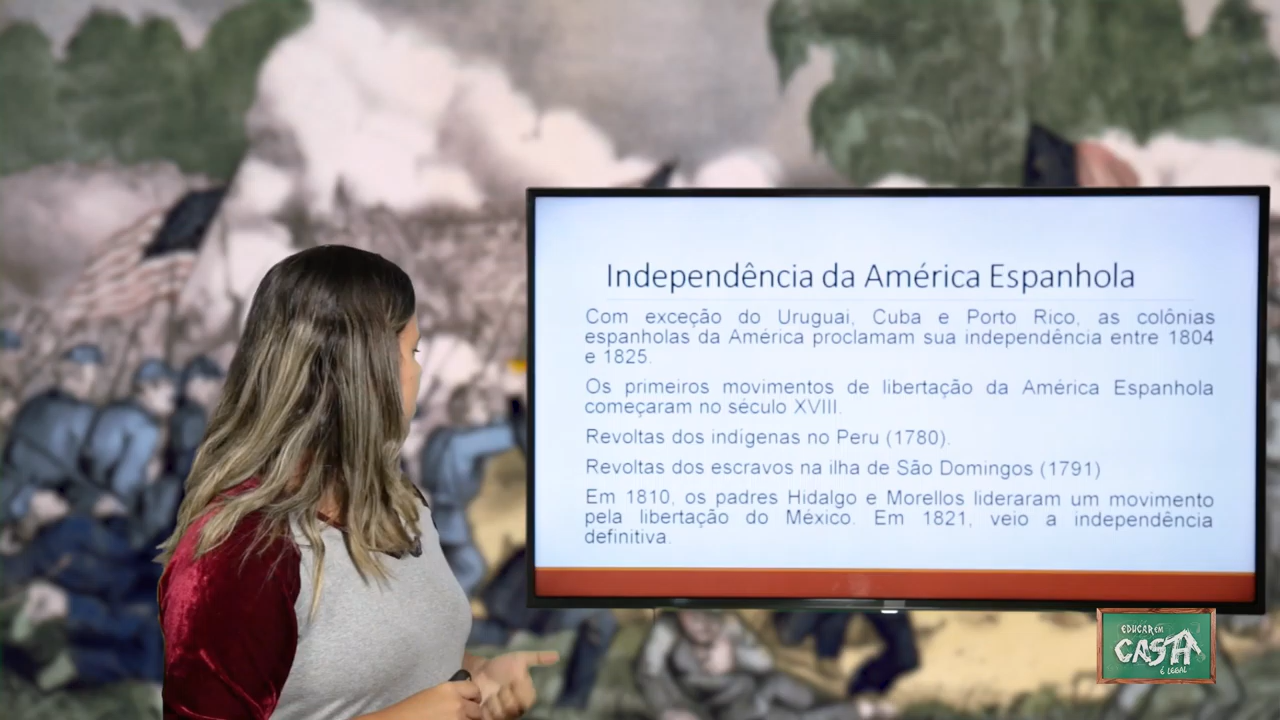 Independência da América Espanhola
Com exceção do Uruguai, Cuba e Porto Rico, as colônias
espanholas da América proclamam sua independência entre 1804
e 1825.
Os primeiros movimentos de libertação da América Espanhola
começaram no século XVIII.
Revoltas dos indígenas no Peru (1780).
Revoltas dos escravos na ilha de São Domingos (1791)
Em 1810, os padres Hidalgo e Morellos lideraram um movimento
pela libertação do México. Em 1821, veio a independência
definitiva.
EDUCAR EM
CASA
É LEGAL